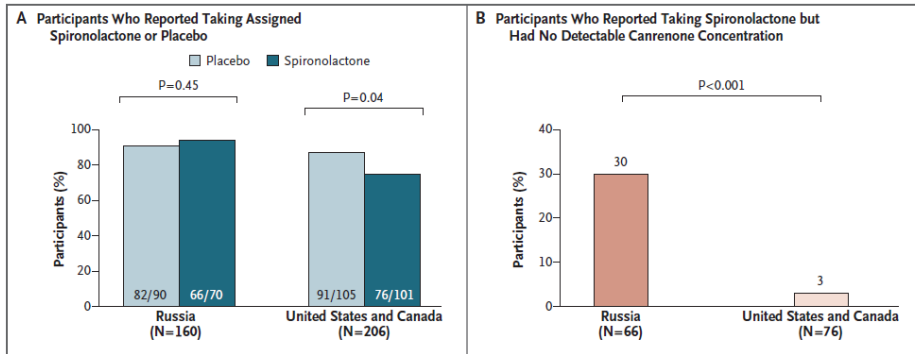 A Participants Who Reported Taking Assigned
Spironolactone or Placebo
Placebo Spironolactone
P=0.45
P=0.04
Participants (%)
100
80
60
40
20
0
82/90 66/70 91/105 76/101
Russia
(N=160)
United States and Canada
(N=206)
B Participants Who Reported Taking Spironolactone but
Had No Detectable Canrenone Concentration
P<0.001
Participants (%)
40
30
20
10
0
30
3
Russia
(N=66)
United States and Canada
(N=76)